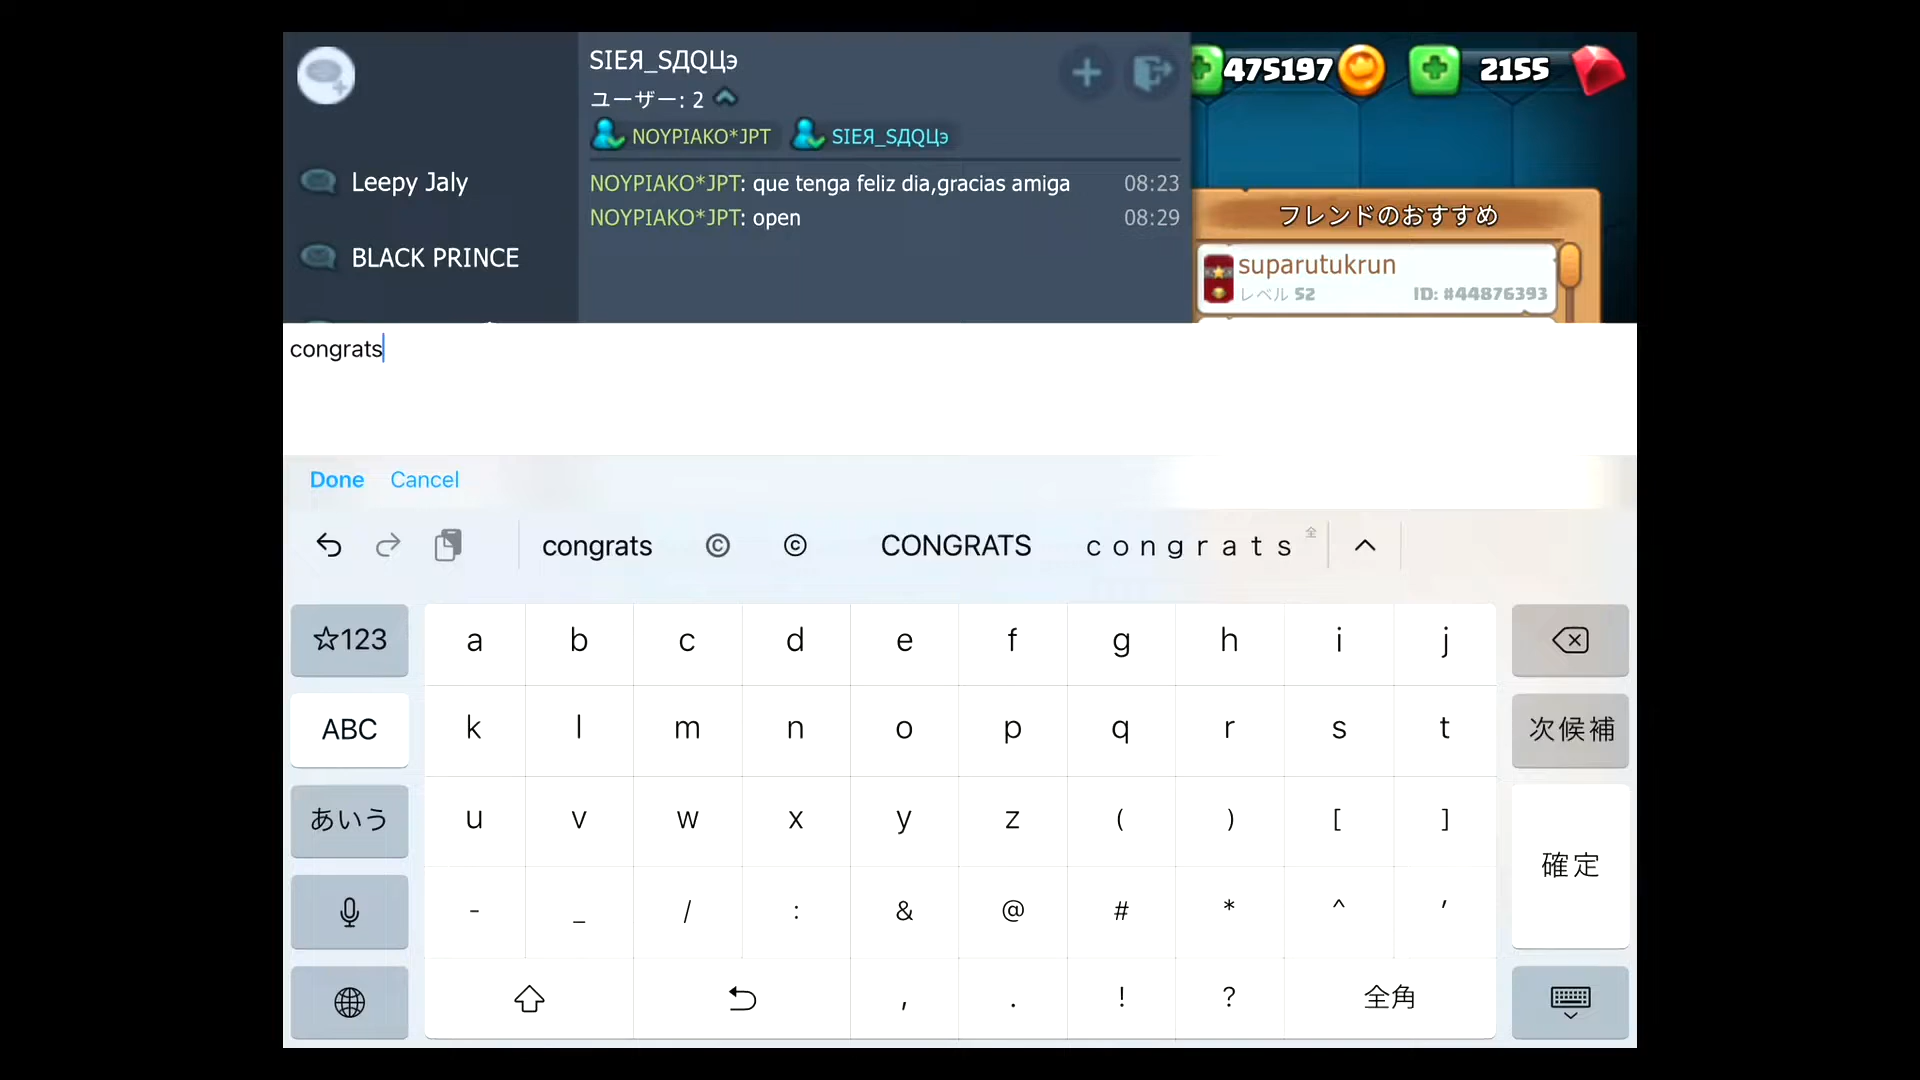 SIEЯ_SДQЦэ
ユーザー: 2
NOYPIAKO*JPT SIEЯ_SДQЦэ
NOYPIAKO*JPT: que tenga feliz dia,gracias amiga 08:23
NOYPIAKO*JPT: open 08:29
Leepy Jaly
BLACK PRINCE
475197 2155
フレンドのおすすめ
suparutukrun
レベル 52 ID: #44876393
congrats
Done Cancel
congrats © © CONGRATS ｃｏｎｇｒａｔｓ 全
☆123 a b c d e f g h i j
ABC k l m n o p q r s t 次候補
あいう u v w x y z ( ) [ ]
確定
- _ / : & @ # * ^ ’
, . ! ? 全角